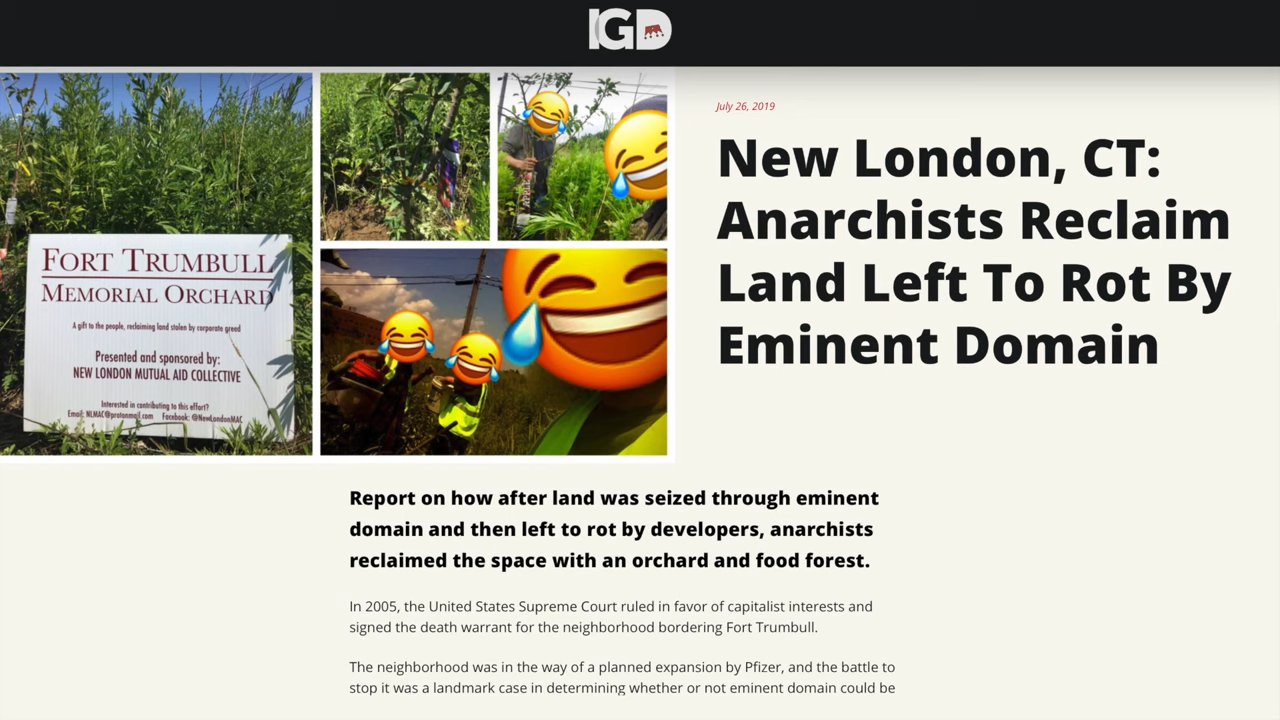 IGD
FORT TRUMBULL
MEMORIAL ORCHARD
A gift to the people, reclaiming land stolen by corporate greed
Presented and sponsored by:
NEW LONDON MUTUAL AID COLLECTIVE
Interested in contributing to this effort?
Email: NLMAC@protonmail.com Facebook: @NewLondonMAC
July 26, 2019
New London, CT:
Anarchists Reclaim
Land Left To Rot By
Eminent Domain
Report on how after land was seized through eminent
domain and then left to rot by developers, anarchists
reclaimed the space with an orchard and food forest.
In 2005, the United States Supreme Court ruled in favor of capitalist interests and
signed the death warrant for the neighborhood bordering Fort Trumbull.
The neighborhood was in the way of a planned expansion by Pfizer, and the battle to
stop it was a landmark case in determining whether or not eminent domain could be